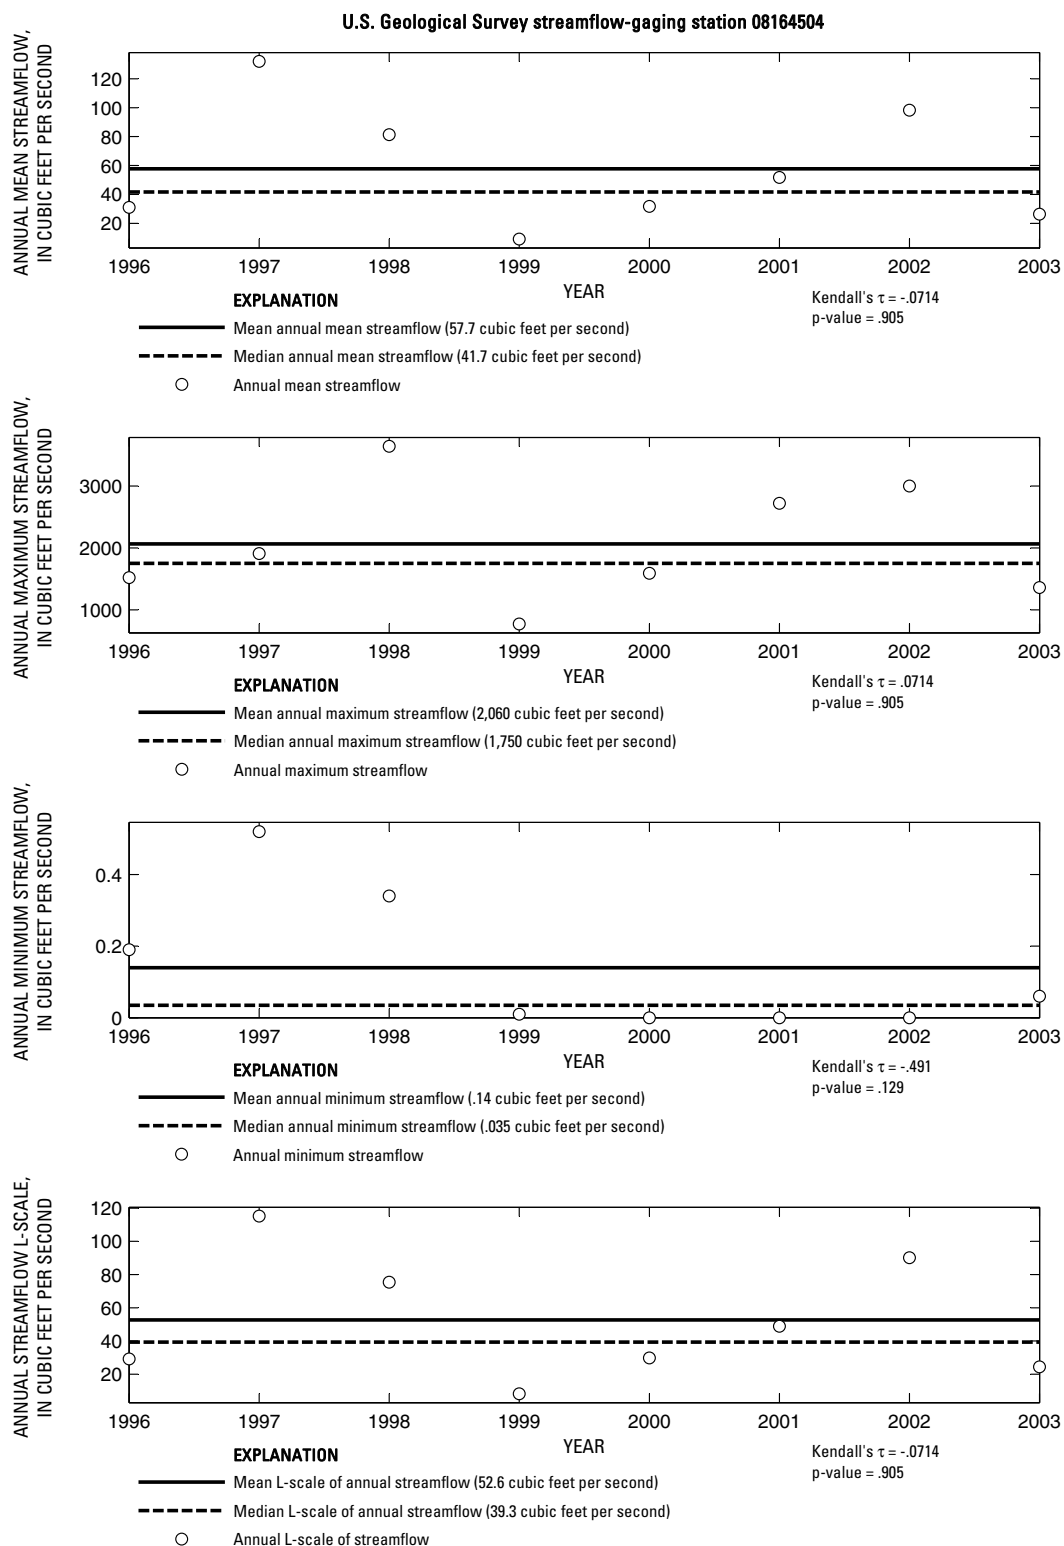 U.S. Geological Survey streamflow-gaging station 08164504
ANNUAL MEAN STREAMFLOW,
IN CUBIC FEET PER SECOND
120
100
80
60
40
20
1996 1997 1998 1999 2000 2001 2002 2003
YEAR
EXPLANATION
Mean annual mean streamflow (57.7 cubic feet per second)
Median annual mean streamflow (41.7 cubic feet per second)
Annual mean streamflow
Kendall's τ = -.0714
p-value = .905
ANNUAL MAXIMUM STREAMFLOW,
IN CUBIC FEET PER SECOND
3000
2000
1000
1996 1997 1998 1999 2000 2001 2002 2003
YEAR
EXPLANATION
Mean annual maximum streamflow (2,060 cubic feet per second)
Median annual maximum streamflow (1,750 cubic feet per second)
Annual maximum streamflow
Kendall's τ = .0714
p-value = .905
ANNUAL MINIMUM STREAMFLOW,
IN CUBIC FEET PER SECOND
0.4
0.2
0
1996 1997 1998 1999 2000 2001 2002 2003
YEAR
EXPLANATION
Mean annual minimum streamflow (.14 cubic feet per second)
Median annual minimum streamflow (.035 cubic feet per second)
Annual minimum streamflow
Kendall's τ = -.491
p-value = .129
ANNUAL STREAMFLOW L-SCALE,
IN CUBIC FEET PER SECOND
120
100
80
60
40
20
1996 1997 1998 1999 2000 2001 2002 2003
YEAR
EXPLANATION
Mean L-scale of annual streamflow (52.6 cubic feet per second)
Median L-scale of annual streamflow (39.3 cubic feet per second)
Annual L-scale of streamflow
Kendall's τ = -.0714
p-value = .905